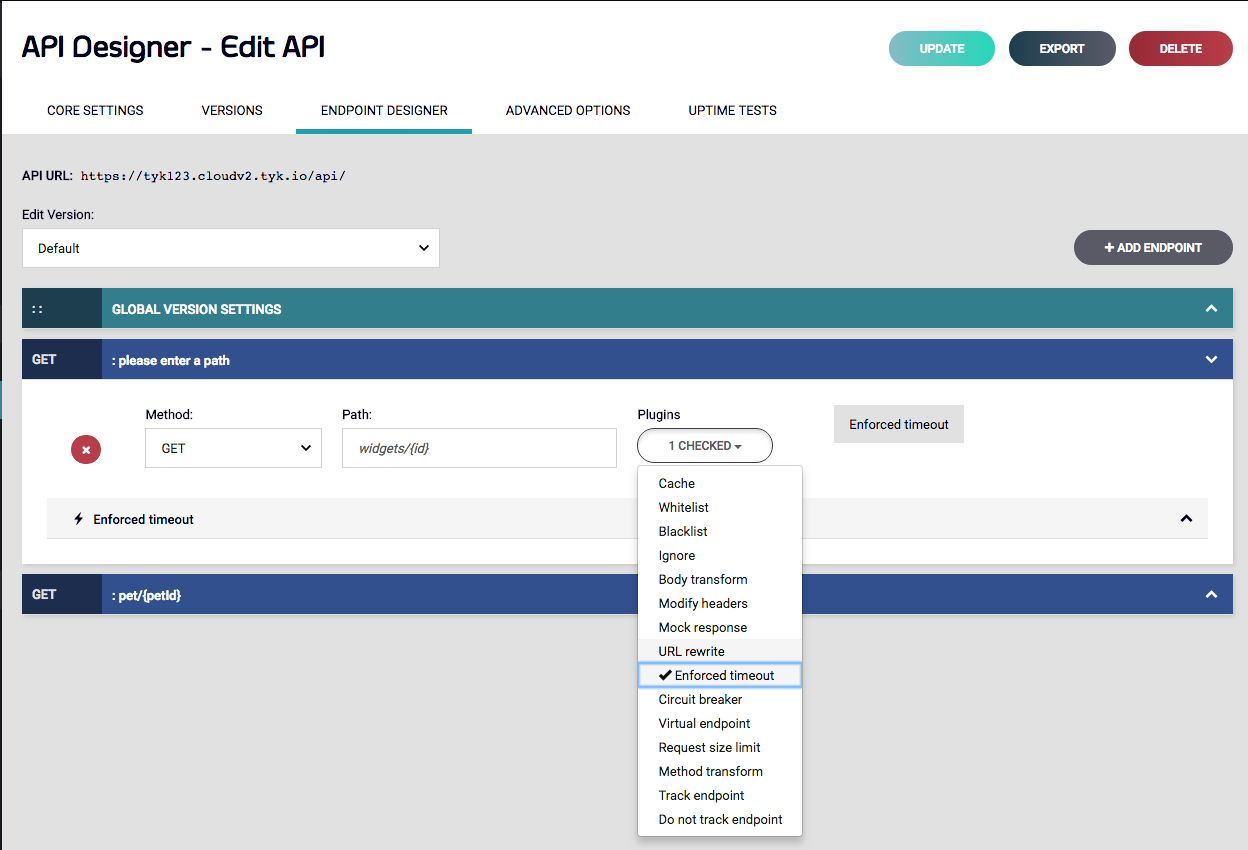 API Designer - Edit API
UPDATE
EXPORT
DELETE
CORE SETTINGS
VERSIONS
ENDPOINT DESIGNER
ADVANCED OPTIONS
UPTIME TESTS
API URL: https://tyk123.cloudv2.tyk.io/api/
Edit Version:
Default
+ ADD ENDPOINT
:: GLOBAL VERSION SETTINGS
GET : please enter a path
Method:
Path:
Plugins
GET
widgets/{id}
1 CHECKED
Enforced timeout
Enforced timeout
Cache
Whitelist
Blacklist
Ignore
Body transform
Modify headers
Mock response
URL rewrite
✔ Enforced timeout
Circuit breaker
Virtual endpoint
Request size limit
Method transform
Track endpoint
Do not track endpoint
GET : pet/{petId}